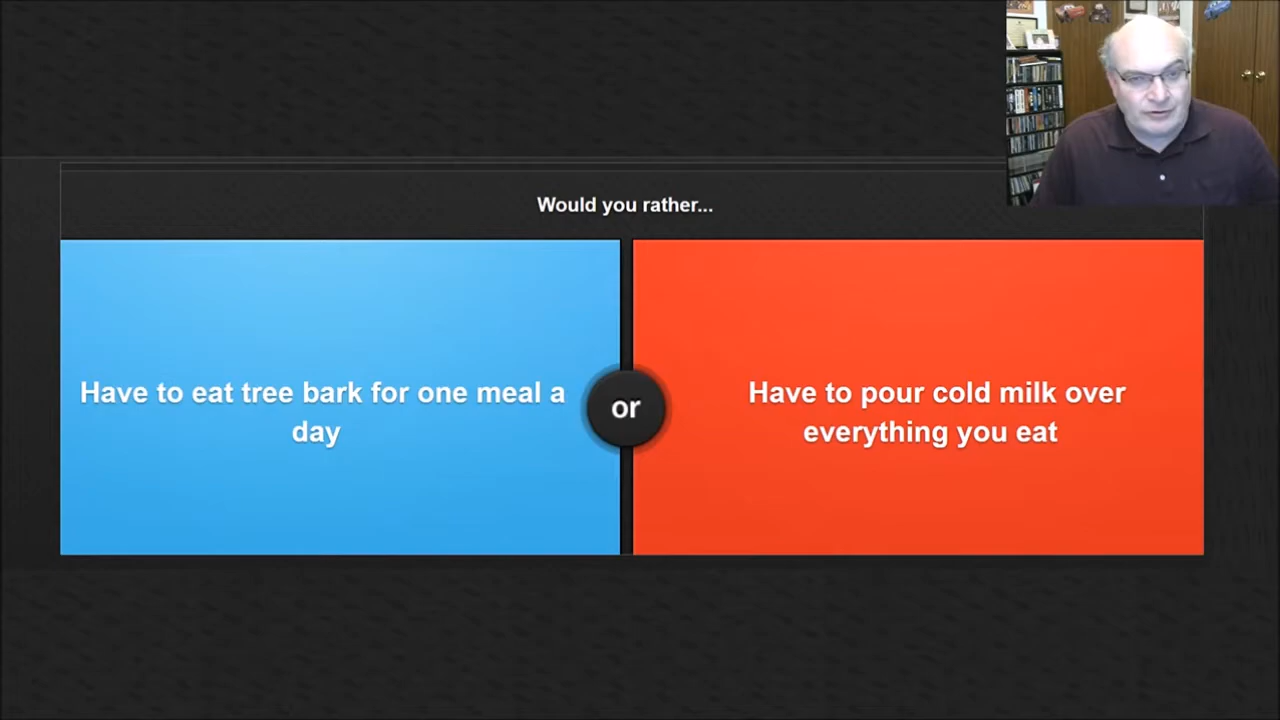 Would you rather...
Have to eat tree bark for one meal a
day
or
Have to pour cold milk over
everything you eat